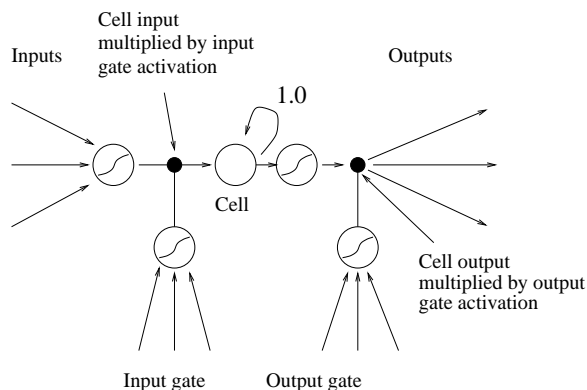 Cell input
multiplied by input
gate activation
Inputs
Outputs
1.0
Cell
Cell output
multiplied by output
gate activation
Input gate
Output gate